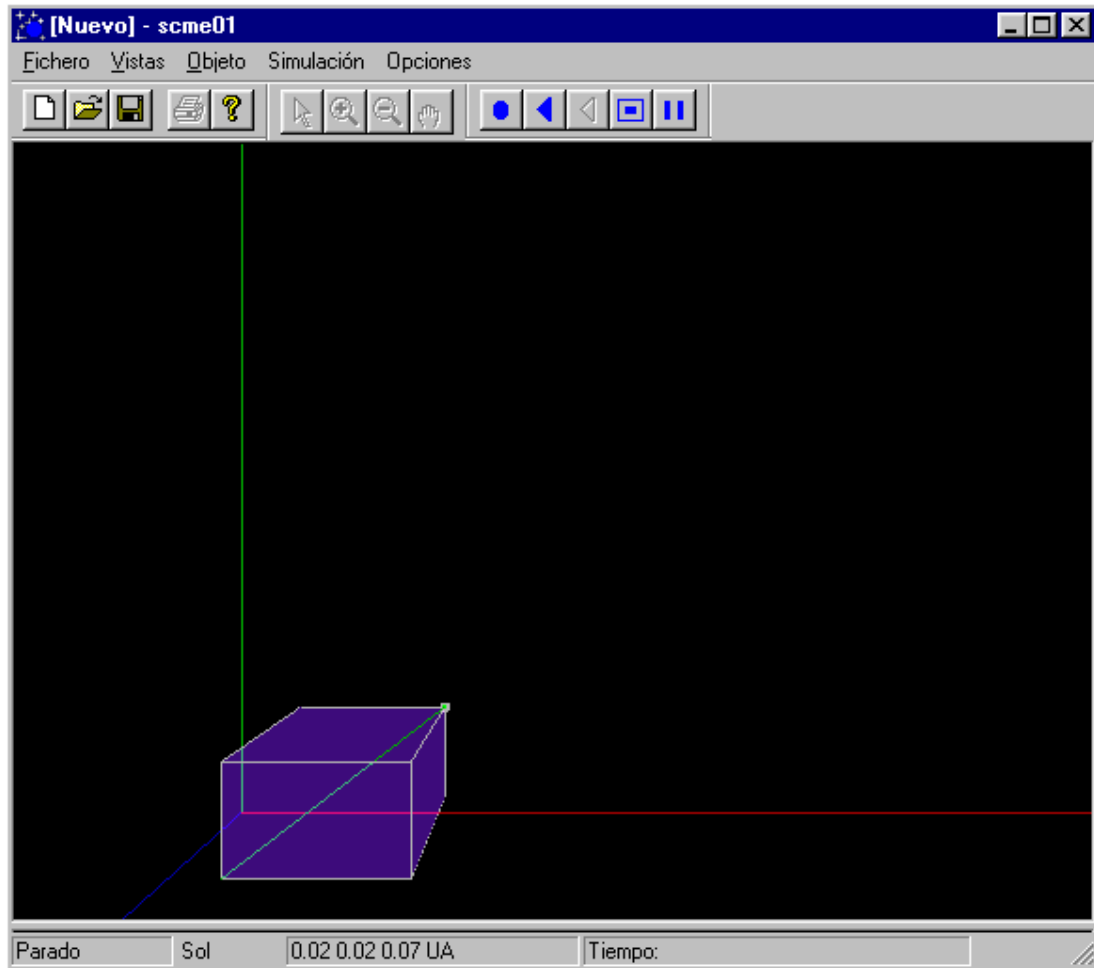 [Nuevo] - scme01
Fichero Vistas Objeto Simulación Opciones
Parado Sol 0.02 0.02 0.07 UA Tiempo: